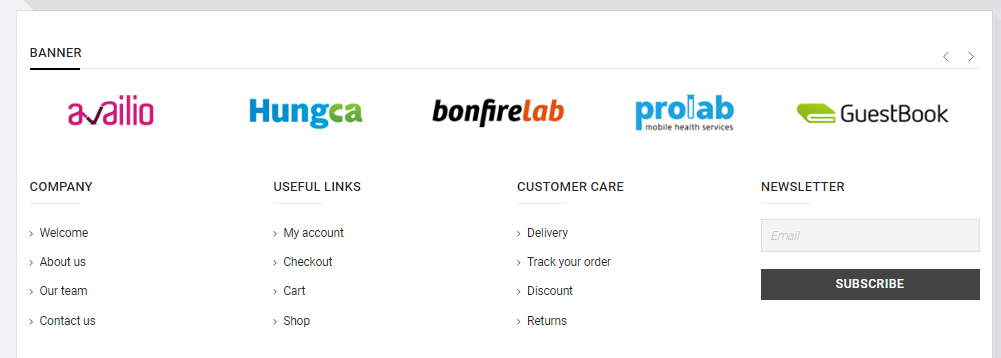 BANNER
availio
Hungca
bonfirelab
prolab
mobile health services
GuestBook
COMPANY
Welcome
About us
Our team
Contact us
USEFUL LINKS
My account
Checkout
Cart
Shop
CUSTOMER CARE
Delivery
Track your order
Discount
Returns
NEWSLETTER
Email
SUBSCRIBE